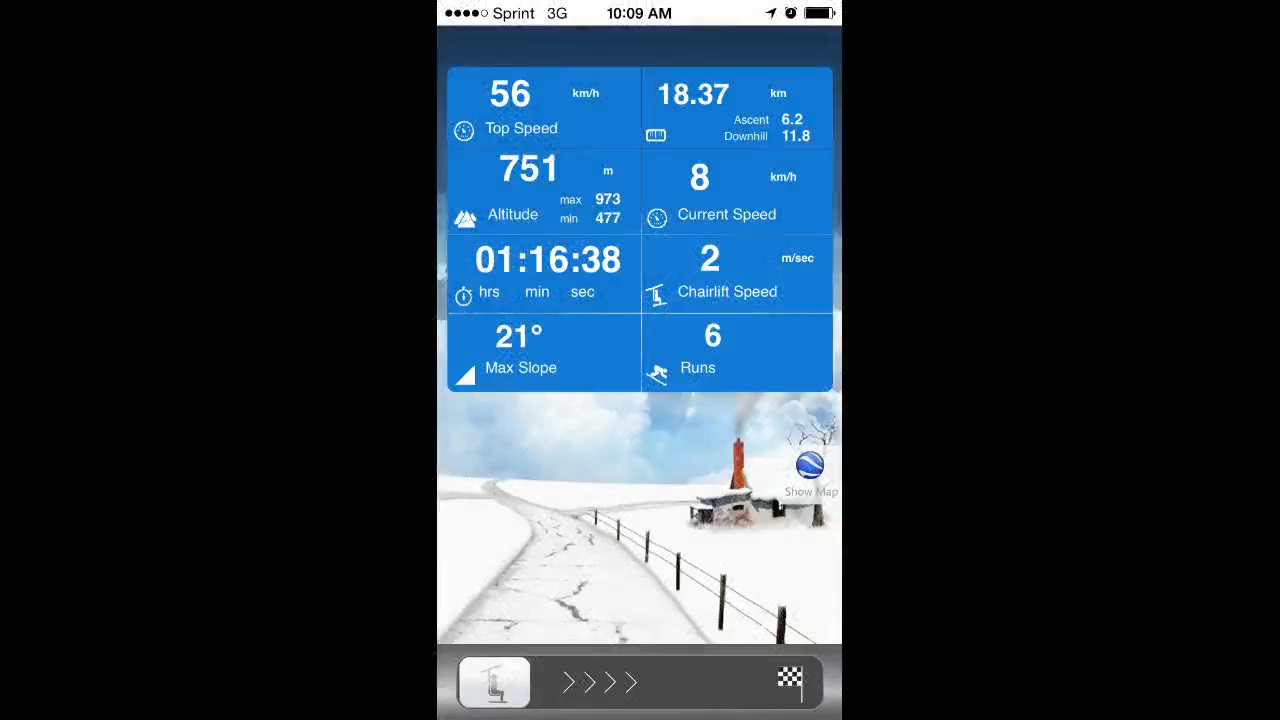 Sprint 3G 10:09 AM
56 km/h
Top Speed
18.37 km
Ascent 6.2
Downhill 11.8
751 m
max 973
Altitude min 477
8 km/h
Current Speed
01:16:38
hrs min sec
2 m/sec
Chairlift Speed
21°
Max Slope
6
Runs
Show Map